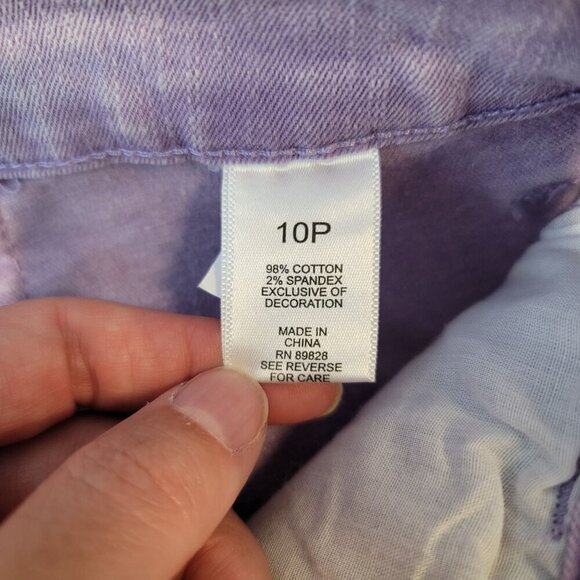 10P
98% COTTON
2% SPANDEX
EXCLUSIVE OF
DECORATION
MADE IN
CHINA
RN 89828
SEE REVERSE
FOR CARE